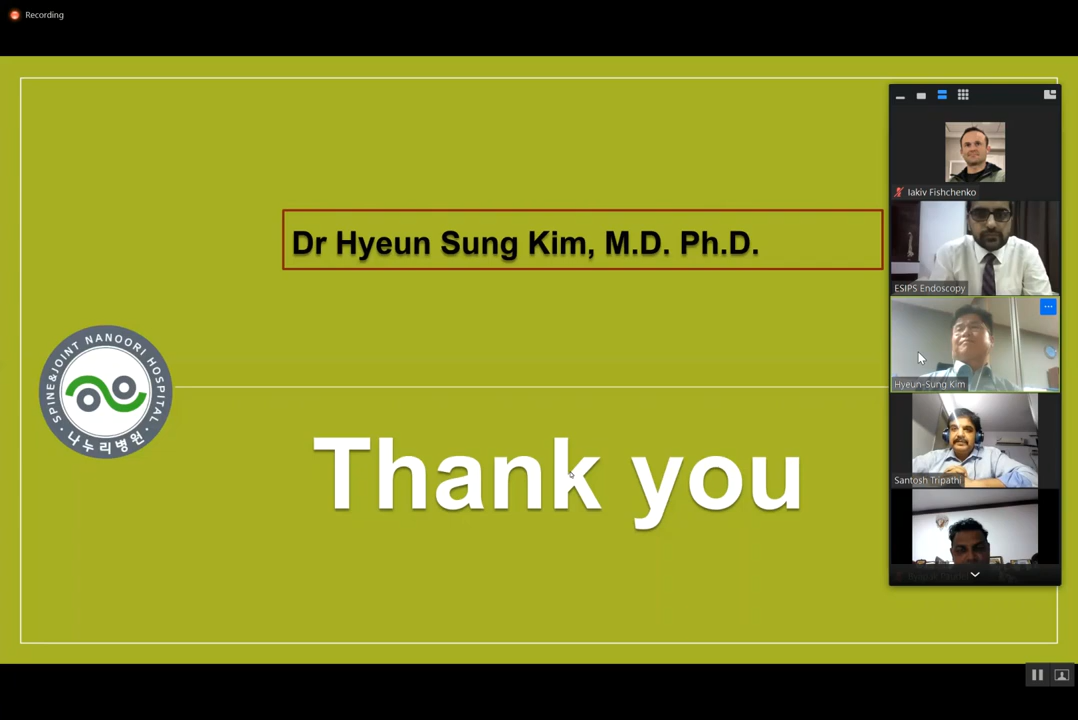 Recording
Dr Hyeun Sung Kim, M.D. Ph.D.
SPINE&JOINT NANOORI HOSPITAL
· 나누리병원 ·
Thank you
Iakiv Fishchenko
ESIPS Endoscopy
Hyeun-Sung Kim
Santosh Tripathi